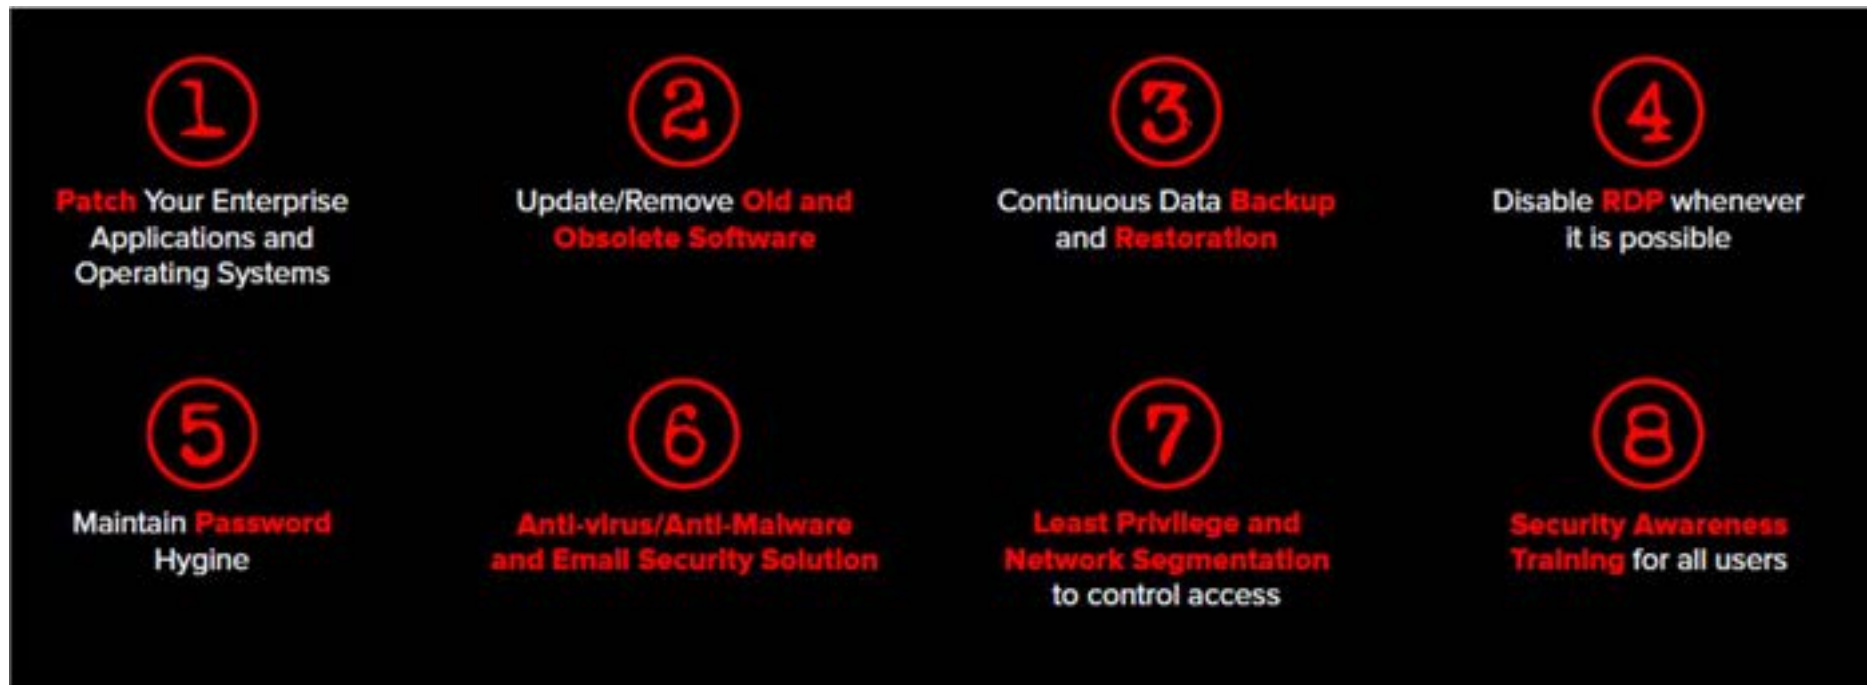 1
Patch Your Enterprise
Applications and
Operating Systems
2
Update/Remove Old and
Obsolete Software
3
Continuous Data Backup
and Restoration
4
Disable RDP whenever
it is possible
5
Maintain Password
Hygine
6
Anti-virus/Anti-Malware
and Email Security Solution
7
Least Privilege and
Network Segmentation
to control access
8
Security Awareness
Training for all users